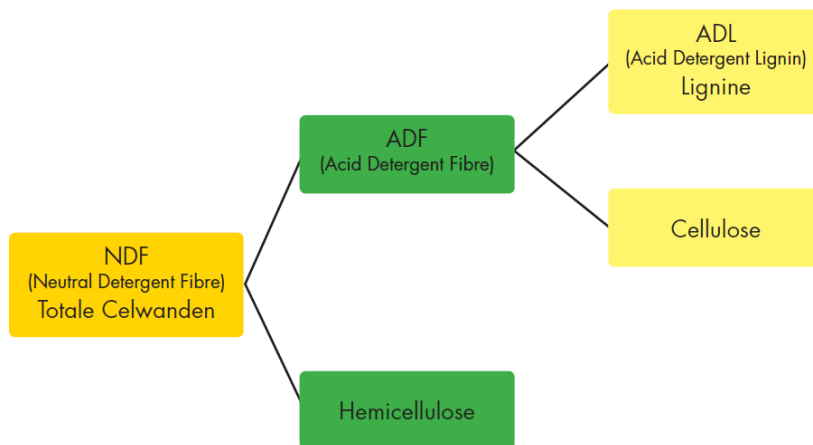 ADL
(Acid Detergent Lignin)
Lignine
ADF
(Acid Detergent Fibre)
Cellulose
NDF
(Neutral Detergent Fibre)
Totale Celwanden
Hemicellulose